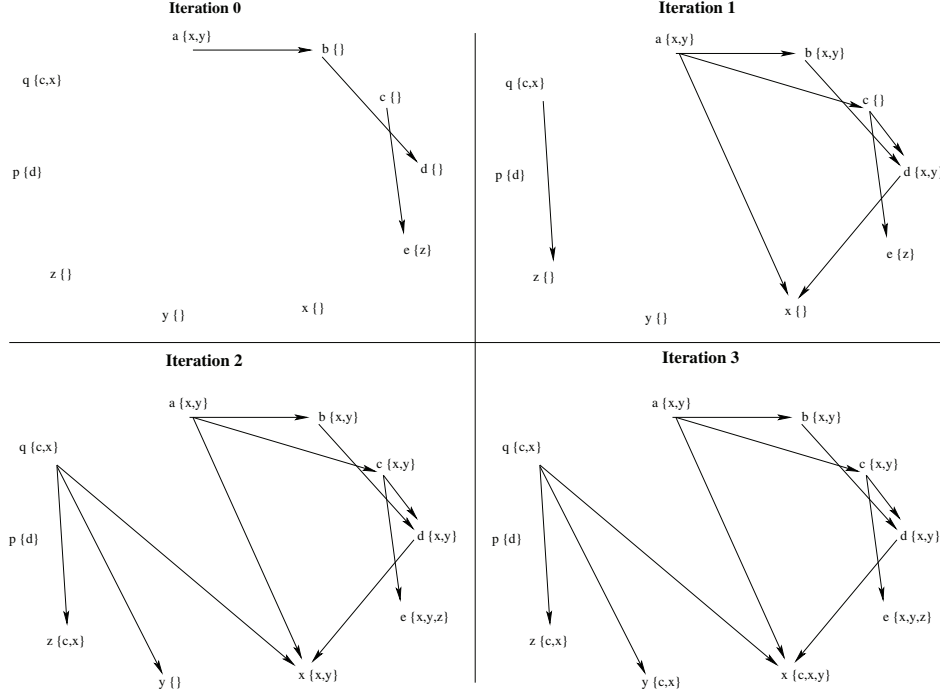 Iteration 0
a {x,y}
b {}
q {c,x}
c {}
p {d}
d {}
e {z}
z {}
x {}
y {}
Iteration 1
a {x,y}
b {x,y}
q {c,x}
c {}
p {d}
d {x,y}
e {z}
z {}
x {}
y {}
Iteration 2
a {x,y}
b {x,y}
q {c,x}
c {x,y}
p {d}
d {x,y}
e {x,y,z}
z {c,x}
x {x,y}
y {}
Iteration 3
a {x,y}
b {x,y}
q {c,x}
c {x,y}
p {d}
d {x,y}
e {x,y,z}
z {c,x}
x {c,x,y}
y {c,x}